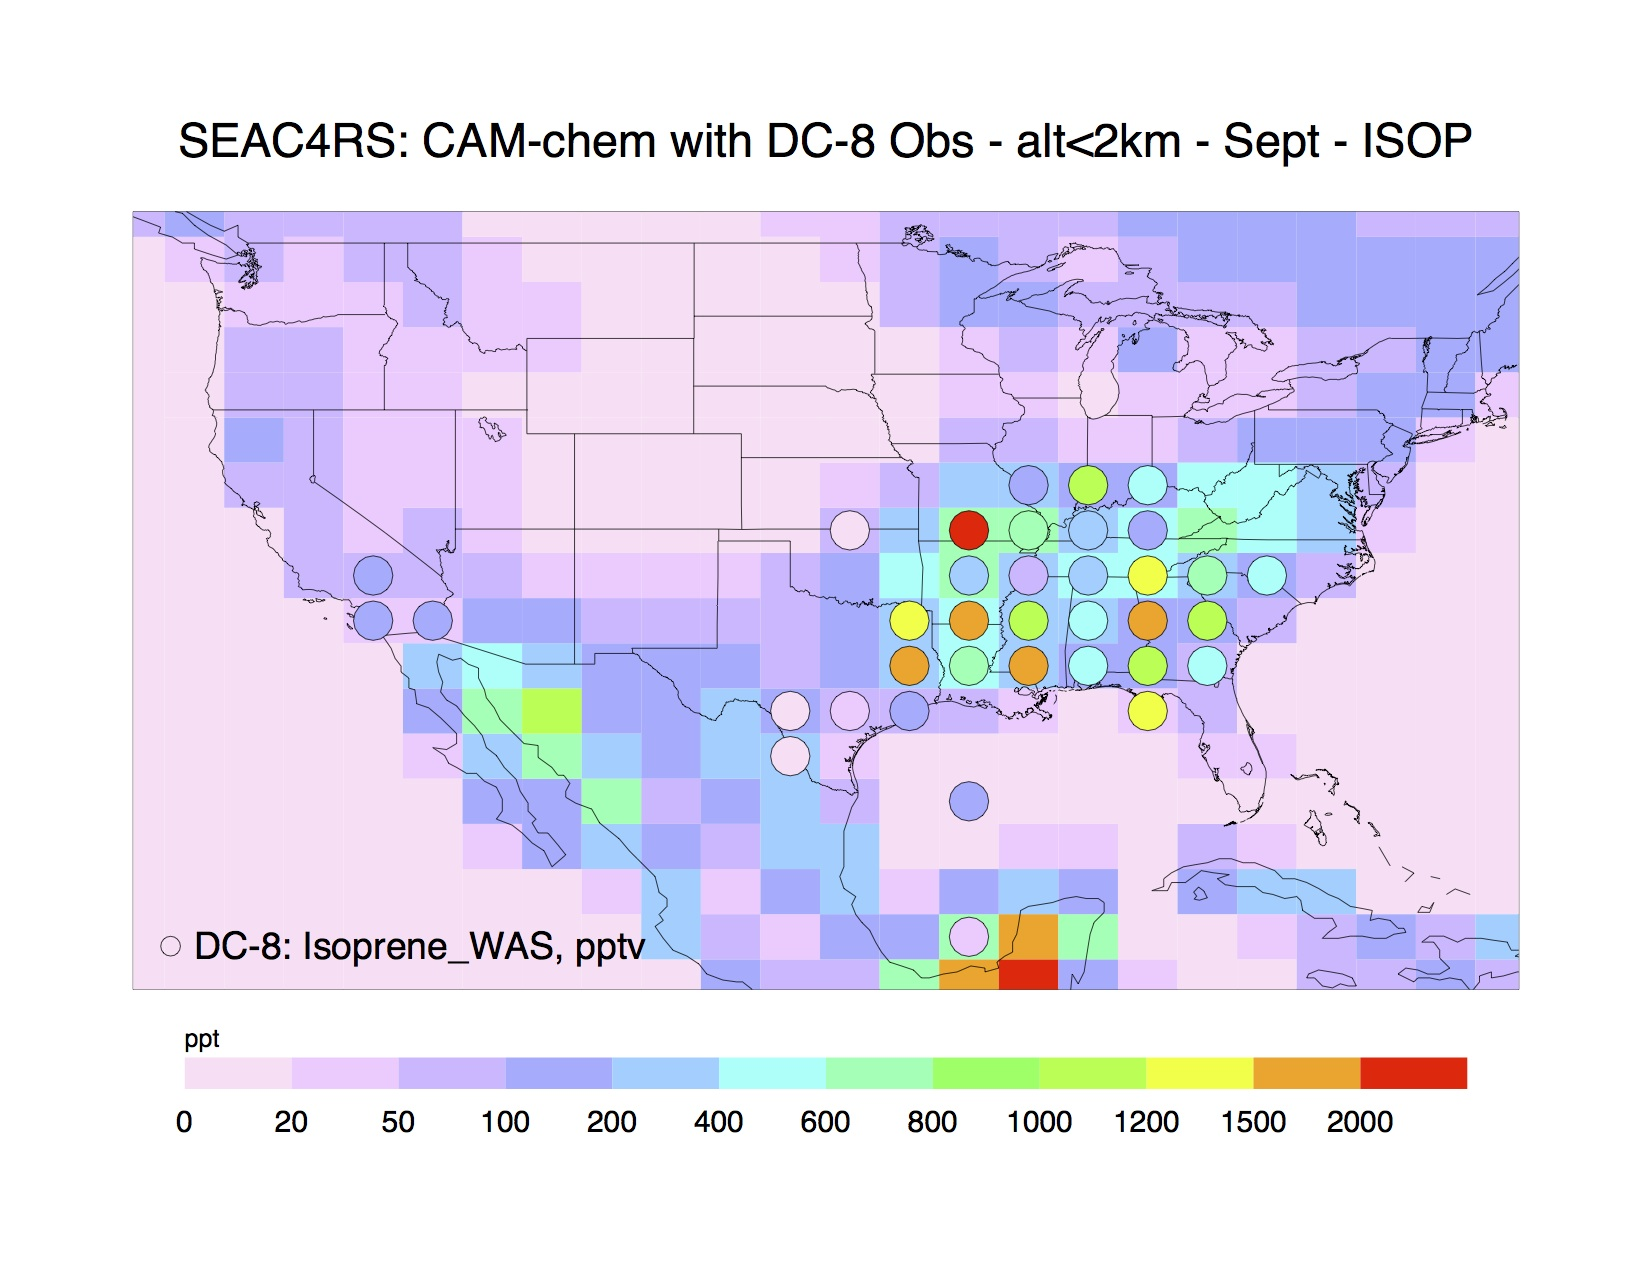 SEAC4RS: CAM-chem with DC-8 Obs - alt<2km - Sept - ISOP
DC-8: Isoprene_WAS, pptv
ppt
0 20 50 100 200 400 600 800 1000 1200 1500 2000